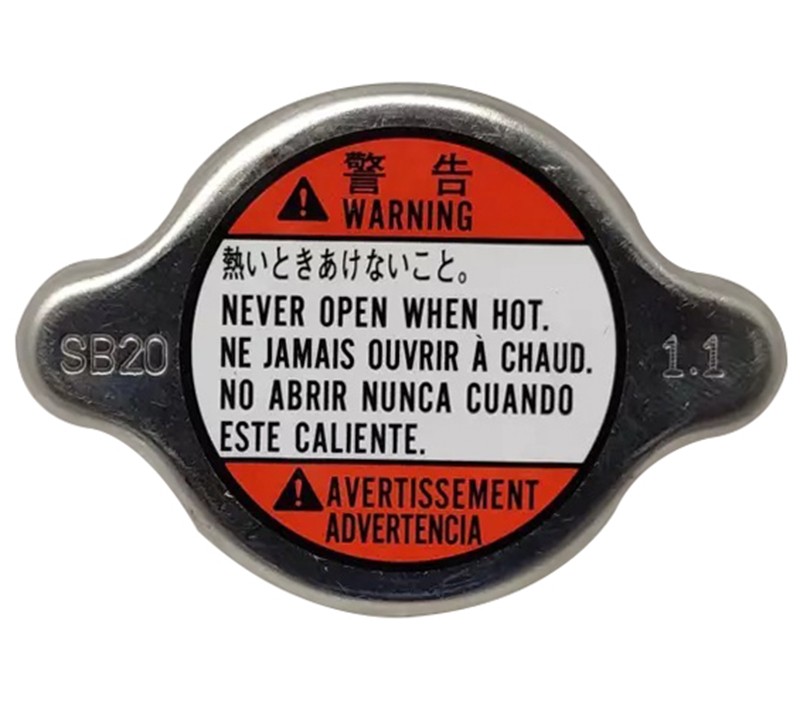 警告
WARNING
熱いときあけないこと。
NEVER OPEN WHEN HOT.
NE JAMAIS OUVRIR À CHAUD.
NO ABRIR NUNCA CUANDO
ESTE CALIENTE.
AVERTISSEMENT
ADVERTENCIA
SB20
1.1